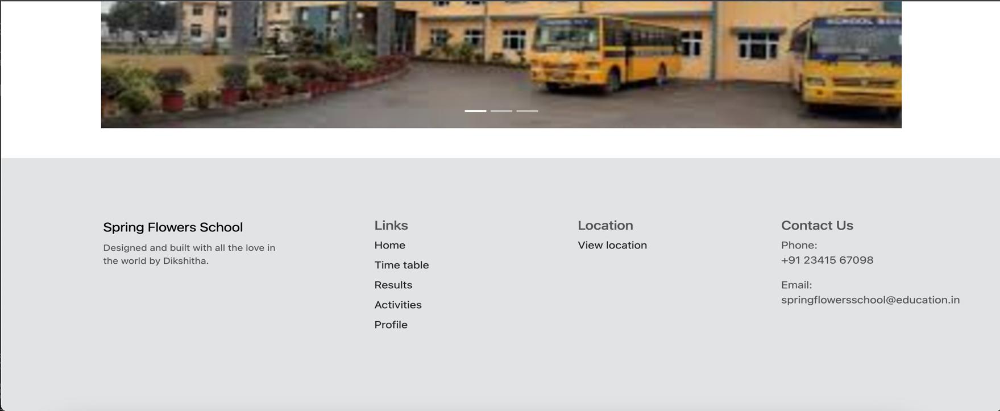 SCHOOL BUS
Spring Flowers School
Designed and built with all the love in
the world by Dikshitha.
Links
Home
Time table
Results
Activities
Profile
Location
View location
Contact Us
Phone:
+91 23415 67098
Email:
springflowersschool@education.in